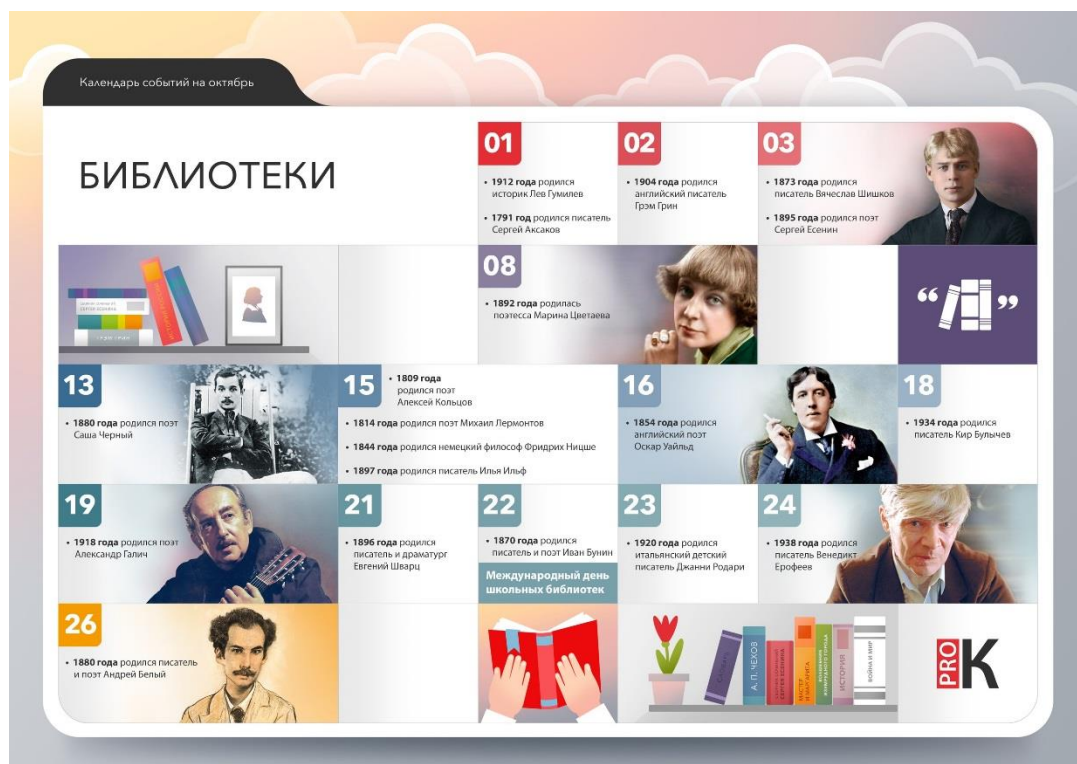 Календарь событий на октябрь
БИБЛИОТЕКИ
01
• 1912 года родился
историк Лев Гумилев
• 1791 год родился писатель
Сергей Аксаков
02
• 1904 года родился
английский писатель
Грэм Грин
03
• 1873 года родился
писатель Вячеслав Шишков
• 1895 года родился поэт
Сергей Есенин
08
• 1892 года родилась
поэтесса Марина Цветаева
“ ”
13
• 1880 года родился поэт
Саша Черный
15
• 1809 года
родился поэт
Алексей Кольцов
• 1814 года родился поэт Михаил Лермонтов
• 1844 года родился немецкий философ Фридрих Ницше
• 1897 года родился писатель Илья Ильф
16
• 1854 года родился
английский поэт
Оскар Уайльд
18
• 1934 года родился
писатель Кир Булычев
19
• 1918 года родился поэт
Александр Галич
21
• 1896 года родился
писатель и драматург
Евгений Шварц
22
• 1870 года родился
писатель и поэт Иван Бунин
Международный день
школьных библиотек
23
• 1920 года родился
итальянский детский
писатель Джанни Родари
24
• 1938 года родился
писатель Венедикт
Ерофеев
26
• 1880 года родился писатель
и поэт Андрей Белый
А. П. ЧЕХОВ
МАСТЕР
И МАРГАРИТА
ИСТОРИЯ
ВОЙНА И МИР
PRO К